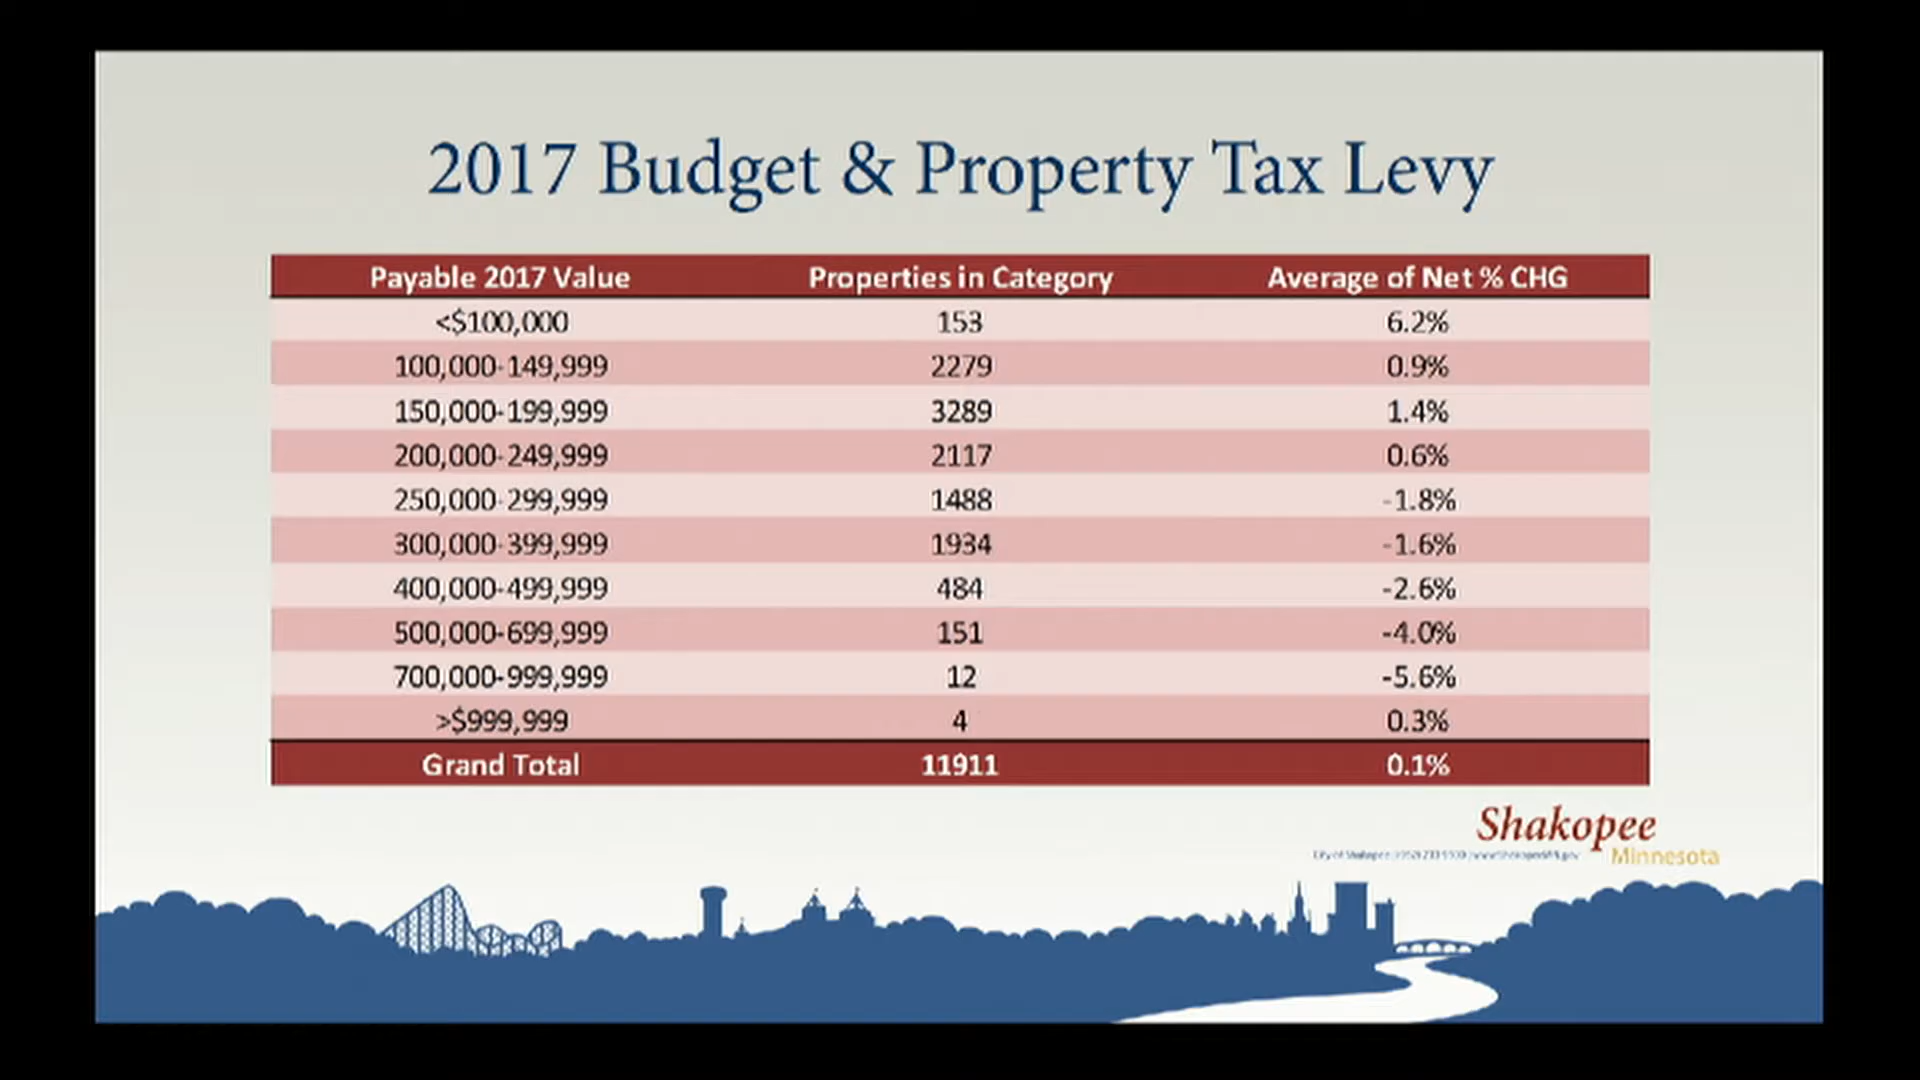 2017 Budget & Property Tax Levy
Payable 2017 Value Properties in Category Average of Net % CHG
<$100,000 153 6.2%
100,000-149,999 2279 0.9%
150,000-199,999 3289 1.4%
200,000-249,999 2117 0.6%
250,000-299,999 1488 -1.8%
300,000-399,999 1934 -1.6%
400,000-499,999 484 -2.6%
500,000-699,999 151 -4.0%
700,000-999,999 12 -5.6%
>$999,999 4 0.3%
Grand Total 11911 0.1%
Shakopee
City of Shakopee
Minnesota